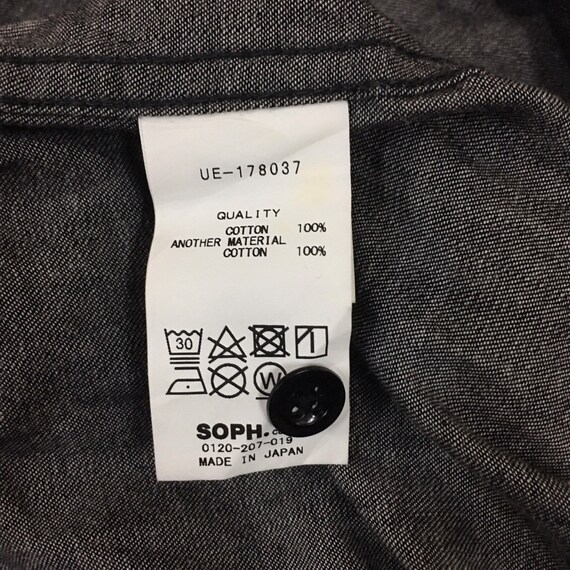 UE-178037
QUALITY
COTTON 100%
ANOTHER MATERIAL
COTTON 100%
30
W
SOPH.
0120-207-019
MADE IN JAPAN